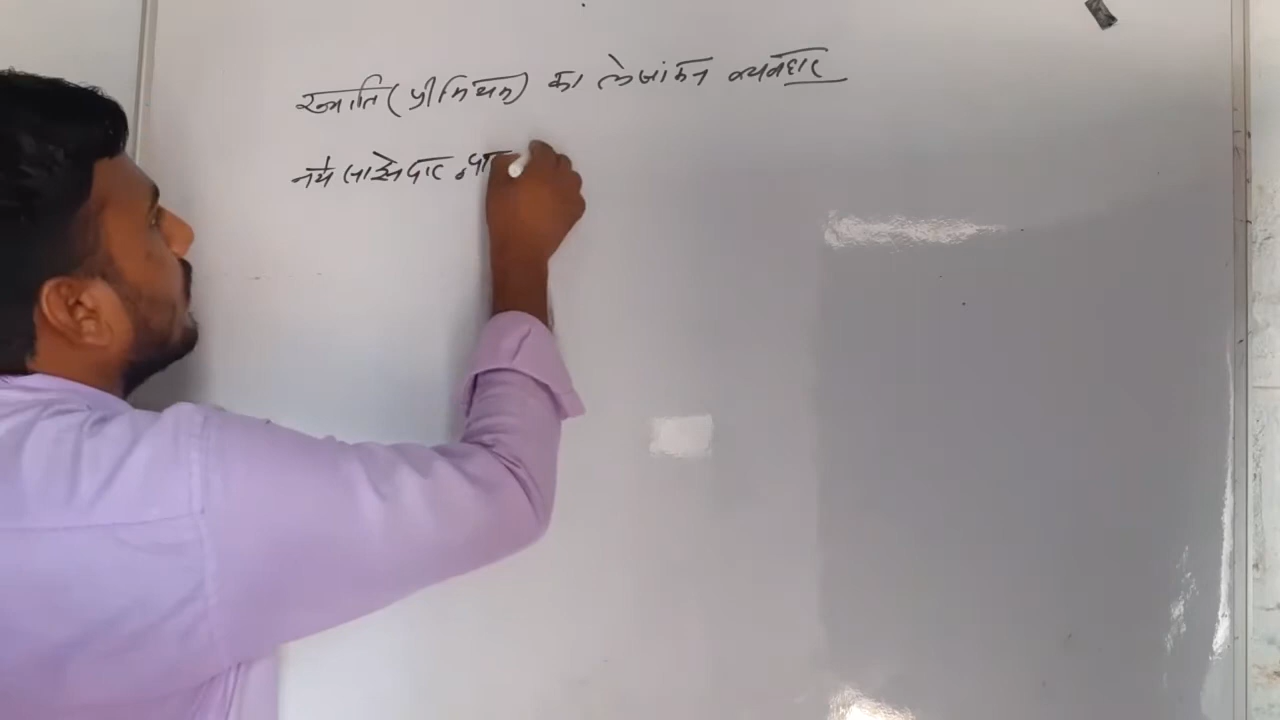 ख्याति (प्रीमियम) का लेखांकन व्यवहार
नये साझेदार द्वारा